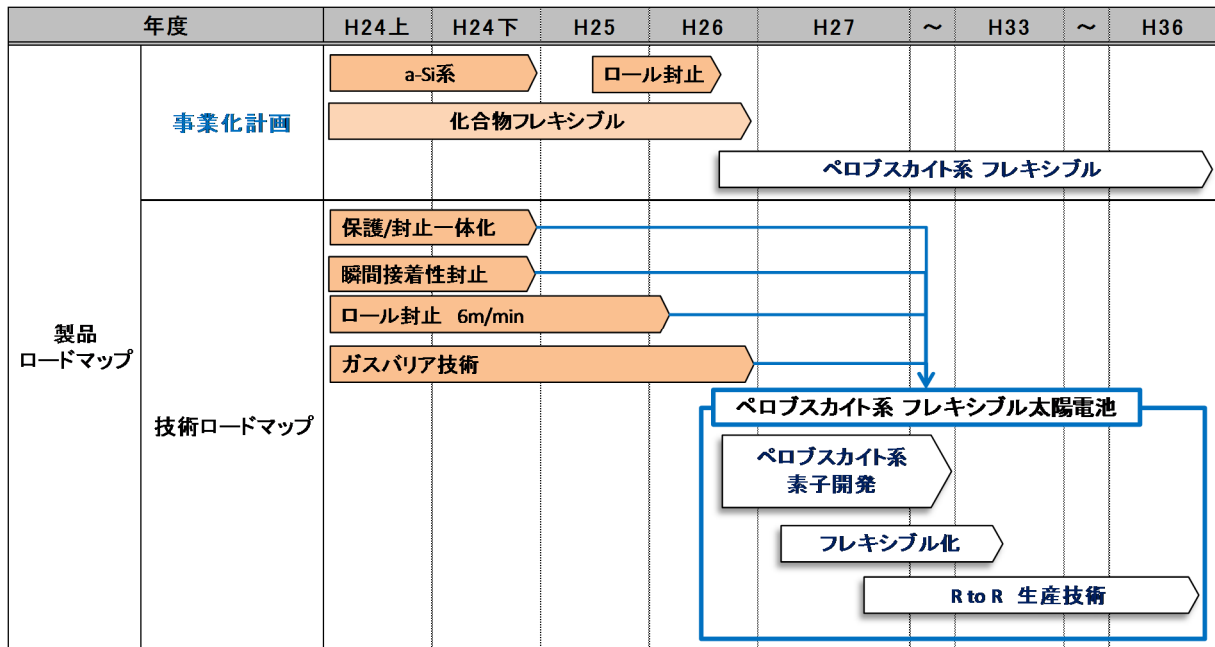 年度 H24上 H24下 H25 H26 H27 ～ H33 ～ H36
a-Si系
ロール封止
事業化計画
化合物フレキシブル
ペロブスカイト系 フレキシブル
製品
ロードマップ
技術ロードマップ
保護/封止一体化
瞬間接着性封止
ロール封止 6m/min
ガスバリア技術
ペロブスカイト系 フレキシブル太陽電池
ペロブスカイト系
素子開発
フレキシブル化
R to R 生産技術